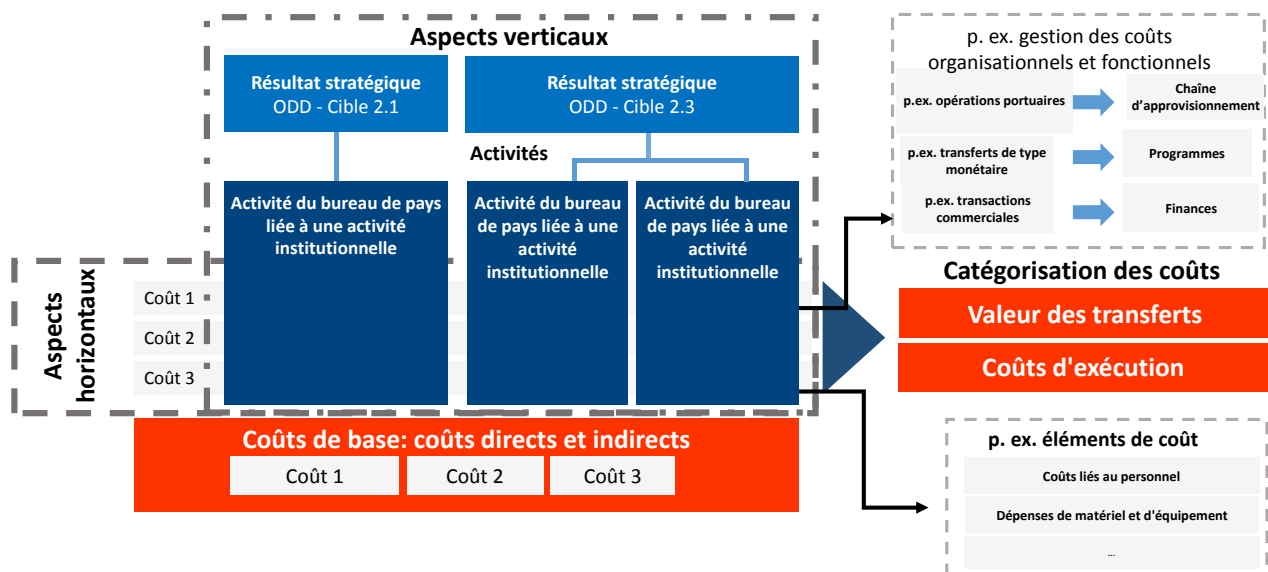 Aspects verticaux
Résultat stratégique
ODD - Cible 2.1
Résultat stratégique
ODD - Cible 2.3
Activités
Activité du bureau de pays
liée à une activité
institutionnelle
Activité du bureau
de pays liée à une
activité
institutionnelle
Activité du bureau
de pays liée à une
activité
institutionnelle
Aspects
horizontaux
Coût 1
Coût 2
Coût 3
Coûts de base: coûts directs et indirects
Coût 1
Coût 2
Coût 3
p. ex. gestion des coûts
organisationnels et fonctionnels
p.ex. opérations portuaires
Chaîne
d'approvisionnement
p.ex. transferts de type
monétaire
Programmes
p.ex. transactions
commerciales
Finances
Catégorisation des coûts
Valeur des transferts
Coûts d'exécution
p. ex. éléments de coût
Coûts liés au personnel
Dépenses de matériel et d'équipement
...